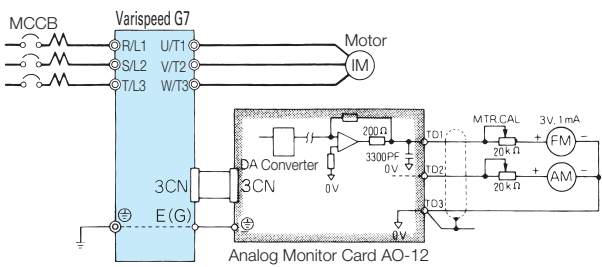 MCCB
Varispeed G7
R/L1 U/T1
S/L2 V/T2
T/L3 W/T3
Motor
IM
DA Converter
200Ω
3300PF
0V
0V
0V
TD1
TD2
TD3
MTR.CAL
20kΩ
20kΩ
3V, 1mA
+ FM −
+ AM −
3CN
3CN
E(G)
Analog Monitor Card AO-12